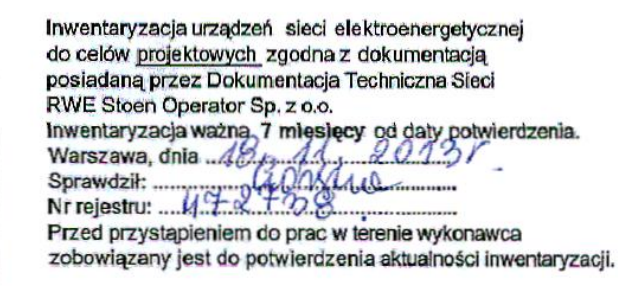 Inwentaryzacja urządzeń sieci elektroenergetycznej
do celów projektowych zgodna z dokumentacją
posiadaną przez Dokumentacja Techniczna Sieci
RWE Stoen Operator Sp. z o.o.
Inwentaryzacja ważna 7 miesięcy od daty potwierdzenia.
Warszawa, dnia 18. 11. 2013r
Sprawdził:
Nr rejestru: 472738
Przed przystąpieniem do prac w terenie wykonawca
zobowiązany jest do potwierdzenia aktualności inwentaryzacji.